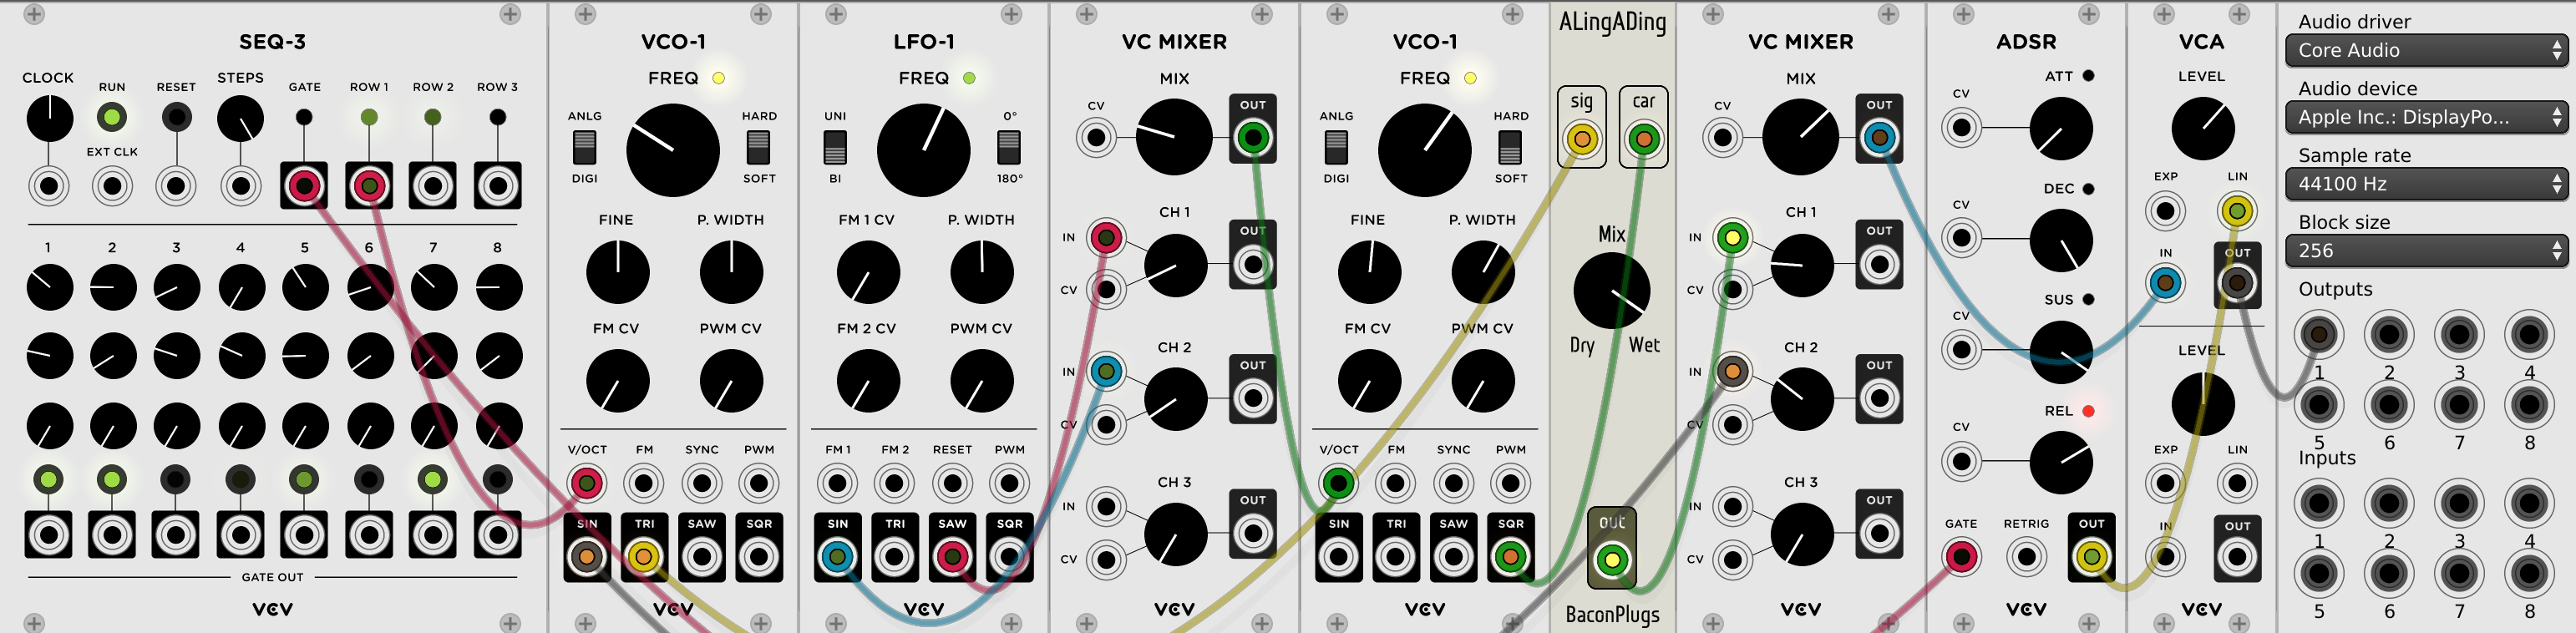 SEQ-3
CLOCK RUN RESET STEPS GATE ROW 1 ROW 2 ROW 3
EXT CLK
1 2 3 4 5 6 7 8
GATE OUT
VCV
VCO-1
FREQ
ANLG HARD
DIGI SOFT
FINE P. WIDTH
FM CV PWM CV
V/OCT FM SYNC PWM
SIN TRI SAW SQR
VCV
LFO-1
FREQ
UNI 0°
BI 180°
FM 1 CV P. WIDTH
FM 2 CV PWM CV
FM 1 FM 2 RESET PWM
SIN TRI SAW SQR
VCV
VC MIXER
MIX
CV OUT
CH 1
IN OUT
CV
CH 2
IN OUT
CV
CH 3
IN OUT
CV
VCV
VCO-1
FREQ
ANLG HARD
DIGI SOFT
FINE P. WIDTH
FM CV PWM CV
V/OCT FM SYNC PWM
SIN TRI SAW SQR
VCV
ALingADing
sig car
Mix
Dry Wet
out
BaconPlugs
VC MIXER
MIX
CV OUT
CH 1
IN OUT
CV
CH 2
IN OUT
CV
CH 3
IN OUT
CV
VCV
ADSR
ATT
CV
DEC
CV
SUS
CV
REL
CV
GATE RETRIG OUT
VCV
VCA
LEVEL
EXP LIN
IN OUT
LEVEL
EXP LIN
IN OUT
VCV
Audio driver
Core Audio
Audio device
Apple Inc.: DisplayPo...
Sample rate
44100 Hz
Block size
256
Outputs
1 2 3 4
5 6 7 8
Inputs
1 2 3 4
5 6 7 8